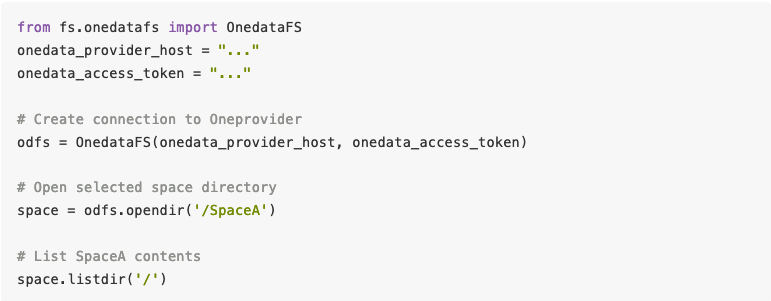 from fs.onedatafs import OnedataFS
onedata_provider_host = "..."
onedata_access_token = "..."
# Create connection to Oneprovider
odfs = OnedataFS(onedata_provider_host, onedata_access_token)
# Open selected space directory
space = odfs.opendir('/SpaceA')
# List SpaceA contents
space.listdir('/')